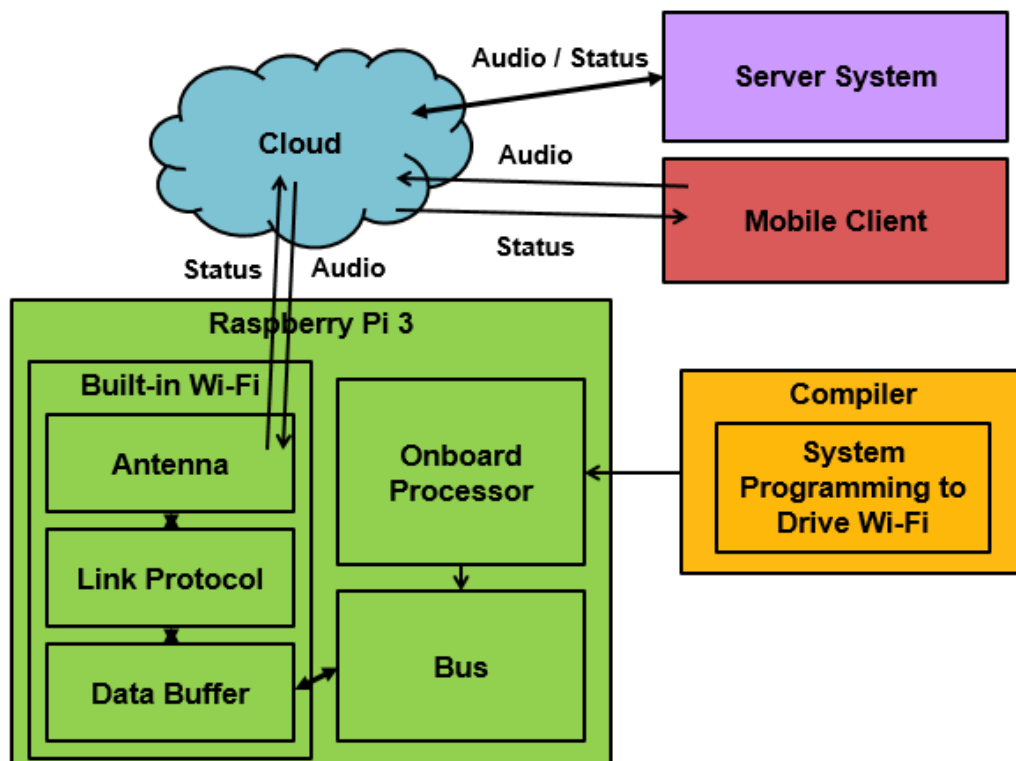 Audio / Status
Server System
Cloud
Audio
Mobile Client
Status
Status
Audio
Raspberry Pi 3
Built-in Wi-Fi
Antenna
Link Protocol
Data Buffer
Onboard
Processor
Bus
Compiler
System
Programming to
Drive Wi-Fi